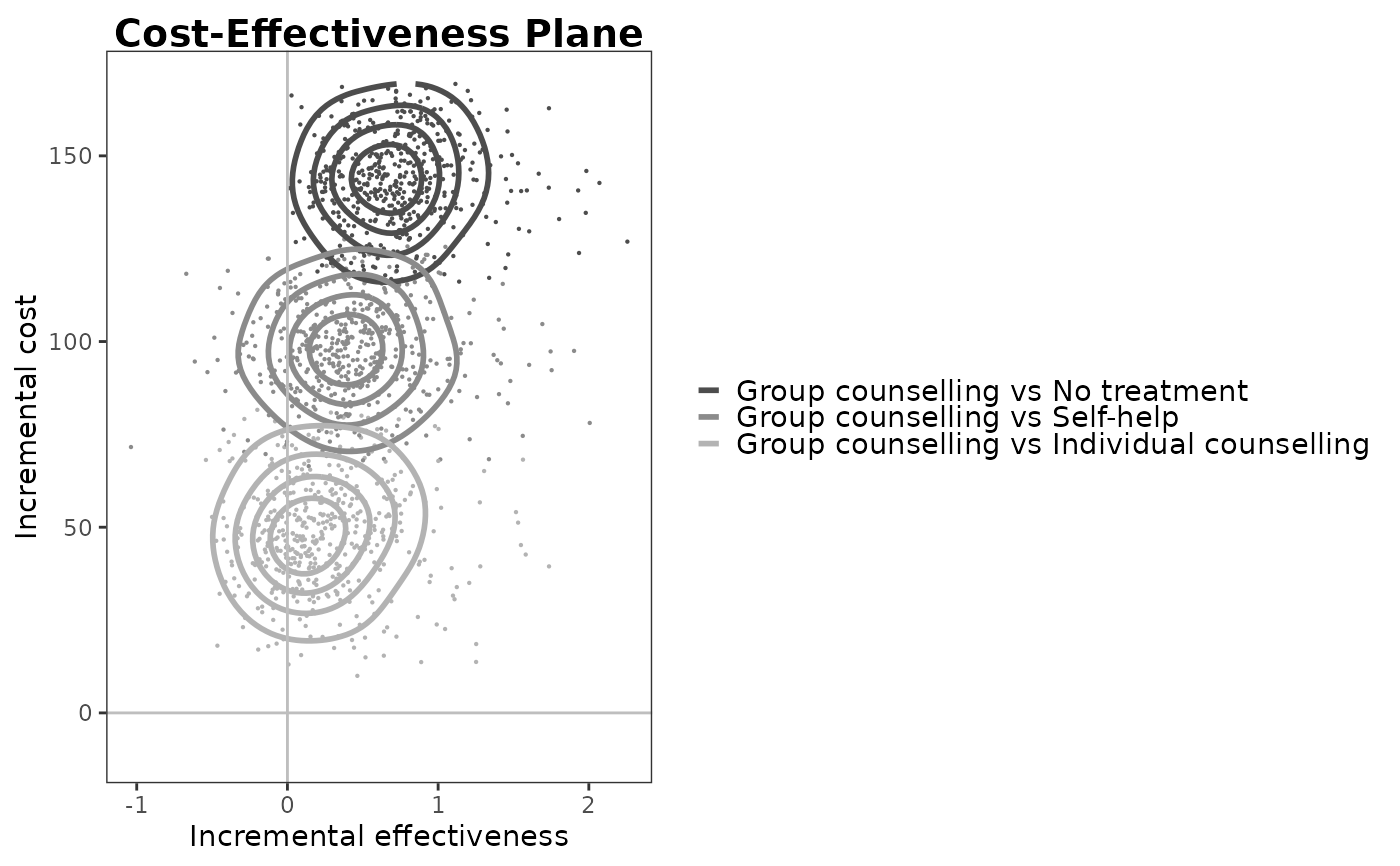 Cost-Effectiveness Plane
Incremental cost
150
100
50
0
-1 0 1 2
Incremental effectiveness
Group counselling vs No treatment
Group counselling vs Self-help
Group counselling vs Individual counselling